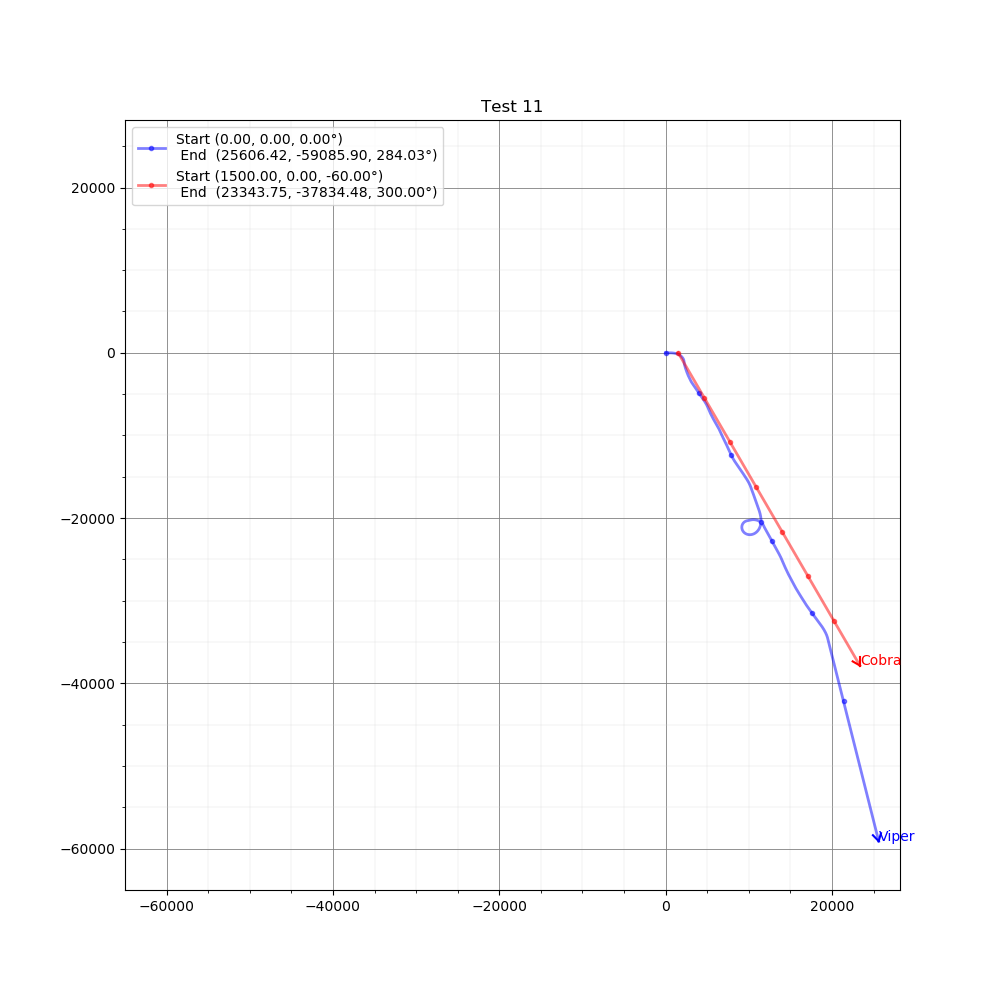 Test 11
Start (0.00, 0.00, 0.00°)
End (25606.42, -59085.90, 284.03°)
Start (1500.00, 0.00, -60.00°)
End (23343.75, -37834.48, 300.00°)
20000
0
−20000
−40000
−60000
Cobra
Viper
−60000
−40000
−20000
0
20000